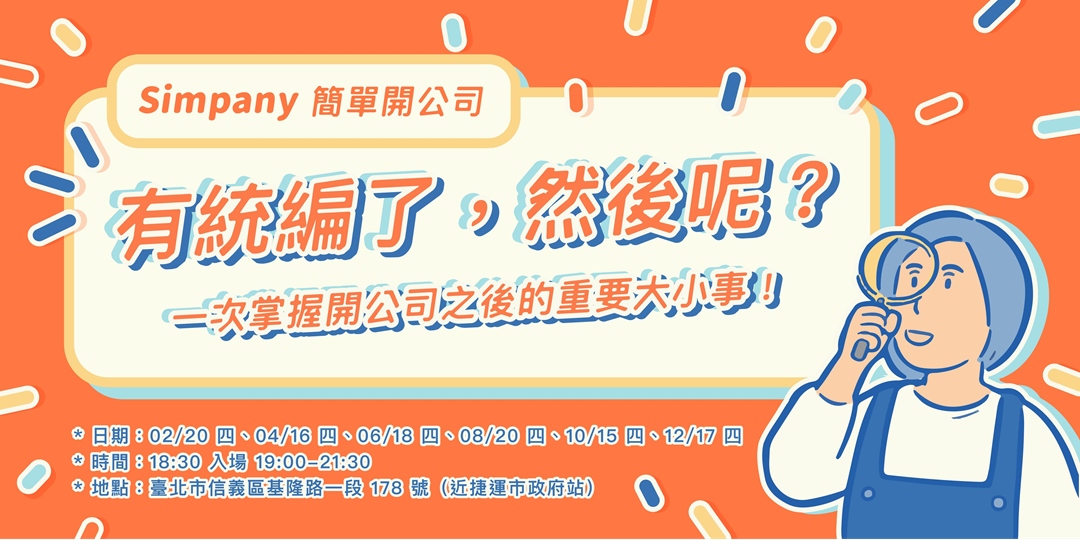 Simpany 簡單開公司
有統編了，然後呢？
一次掌握開公司之後的重要大小事！
* 日期：02/20 四、04/16 四、06/18 四、08/20 四、10/15 四、12/17 四
* 時間：18:30 入場 19:00–21:30
* 地點：臺北市信義區基隆路一段 178 號（近捷運市政府站）